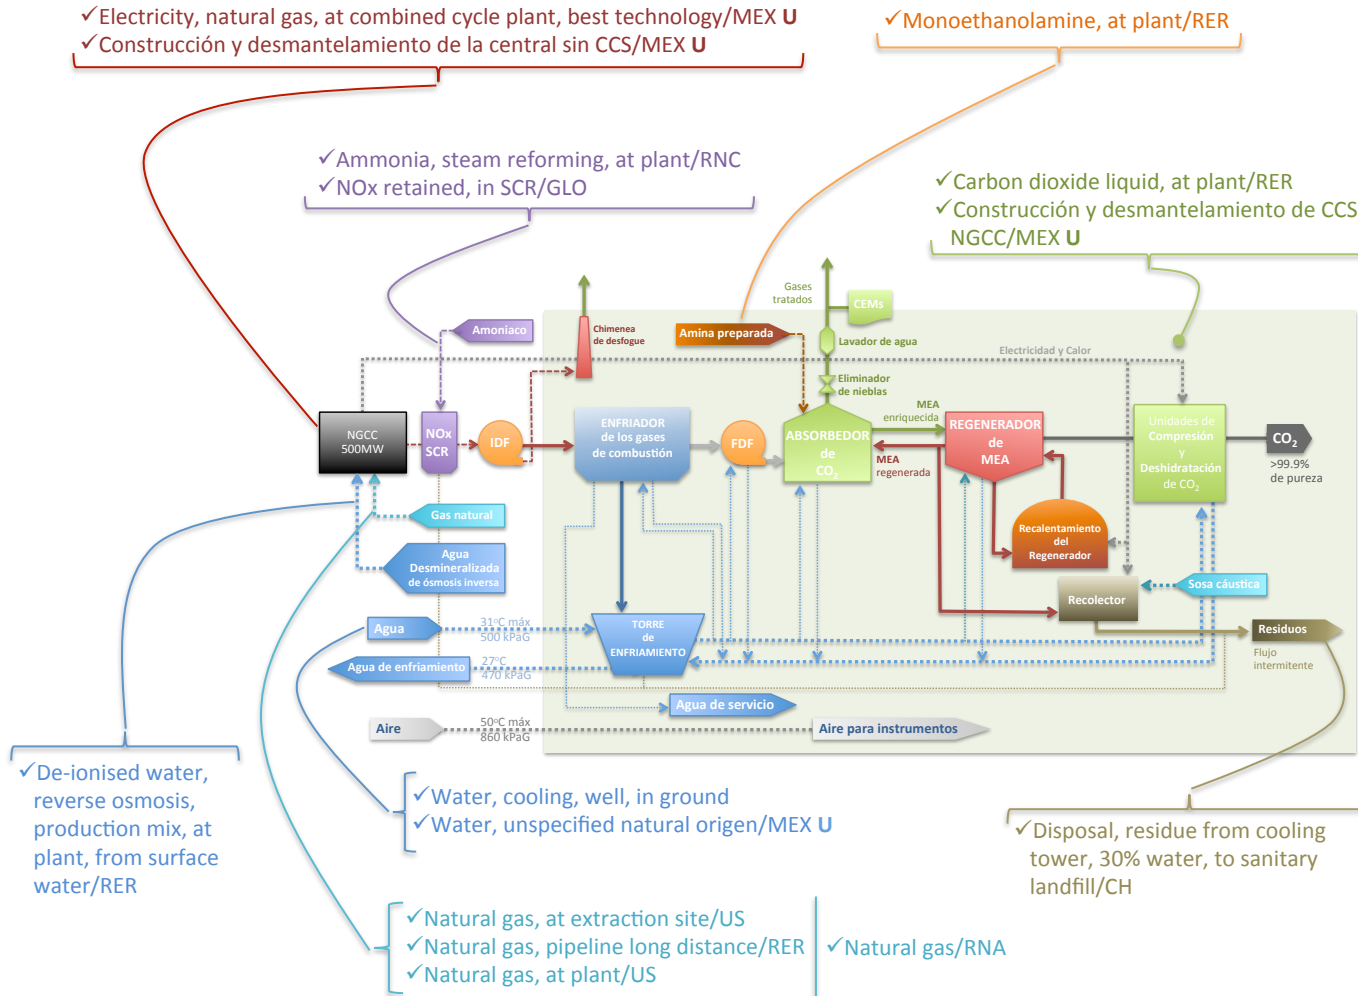 ✓Electricity, natural gas, at combined cycle plant, best technology/MEX U
✓Construcción y desmantelamiento de la central sin CCS/MEX U
✓Monoethanolamine, at plant/RER
✓Ammonia, steam reforming, at plant/RNC
✓NOx retained, in SCR/GLO
✓Carbon dioxide liquid, at plant/RER
✓Construcción y desmantelamiento de CCS
NGCC/MEX U
Gases
tratados
CEMs
Amoniaco
Chimenea
de desfogue
Amina preparada
Lavador de agua
Electricidad y Calor
Eliminador
de nieblas
NGCC
500MW
NOx
SCR
IDF
ENFRIADOR
de los gases
de combustión
FDF
ABSORBEDOR
de
CO2
MEA
enriquecida
MEA
regenerada
REGENERADOR
de
MEA
Unidades de
Compresión
y
Deshidratación
de CO2
CO2
>99.9%
de pureza
Gas natural
Recalentamiento
del
Regenerador
Agua
Desmineralizada
de ósmosis inversa
Recolector
Sosa cáustica
Agua
31ºC máx
500 kPaG
TORRE
de
ENFRIAMIENTO
Residuos
Flujo
intermitente
Agua de enfriamiento
27ºC
470 kPaG
Agua de servicio
Aire
50ºC máx
860 kPaG
Aire para instrumentos
✓De-ionised water,
reverse osmosis,
production mix, at
plant, from surface
water/RER
✓Water, cooling, well, in ground
✓Water, unspecified natural origen/MEX U
✓Disposal, residue from cooling
tower, 30% water, to sanitary
landfill/CH
✓Natural gas, at extraction site/US
✓Natural gas, pipeline long distance/RER
✓Natural gas, at plant/US
✓Natural gas/RNA